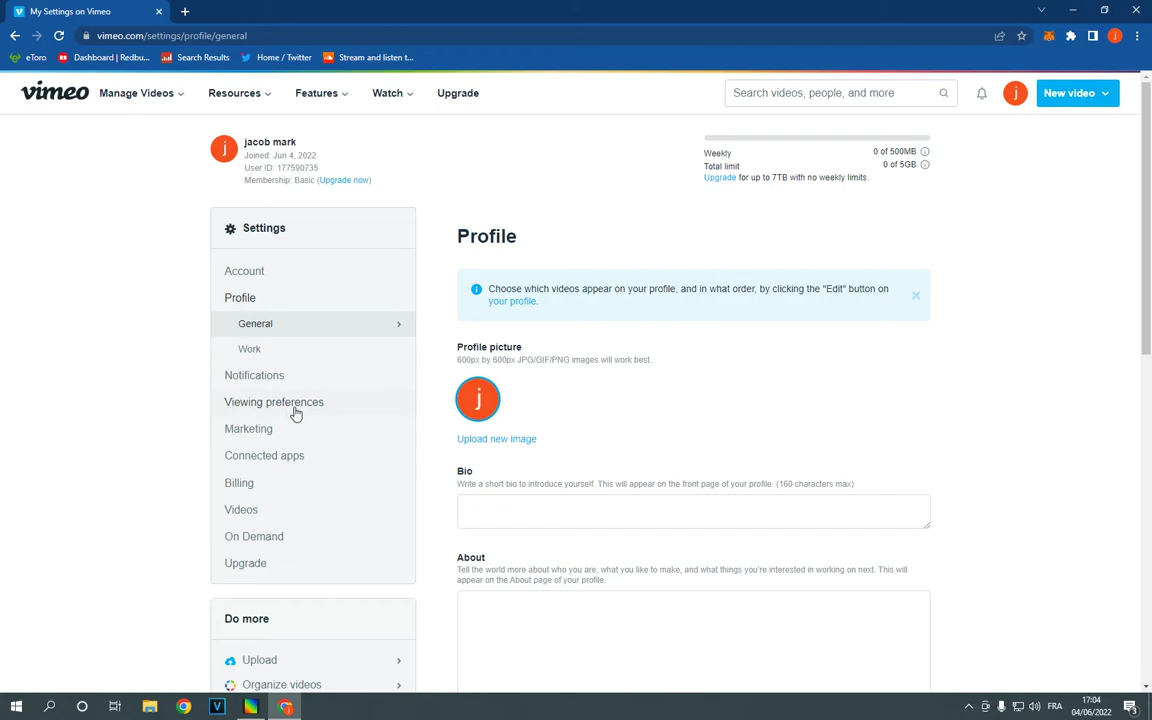 My Settings on Vimeo
vimeo.com/settings/profile/general
eToro
Dashboard | Redbu...
Search Results
Home / Twitter
Stream and listen t...
vimeo
Manage Videos
Resources
Features
Watch
Upgrade
Search videos, people, and more
j
New video
j
jacob mark
Joined: Jun 4, 2022
User ID: 177590735
Membership: Basic (Upgrade now)
Weekly
0 of 500MB
Total limit
0 of 5GB
Upgrade for up to 7TB with no weekly limits.
Settings
Account
Profile
General
Work
Notifications
Viewing preferences
Marketing
Connected apps
Billing
Videos
On Demand
Upgrade
Do more
Upload
Organize videos
Profile
Choose which videos appear on your profile, and in what order, by clicking the "Edit" button on
your profile.
Profile picture
600px by 600px JPG/GIF/PNG images will work best.
j
Upload new image
Bio
Write a short bio to introduce yourself. This will appear on the front page of your profile. (160 characters max)
About
Tell the world more about who you are, what you like to make, and what things you're interested in working on next. This will
appear on the About page of your profile.
FRA
17:04
04/06/2022
3